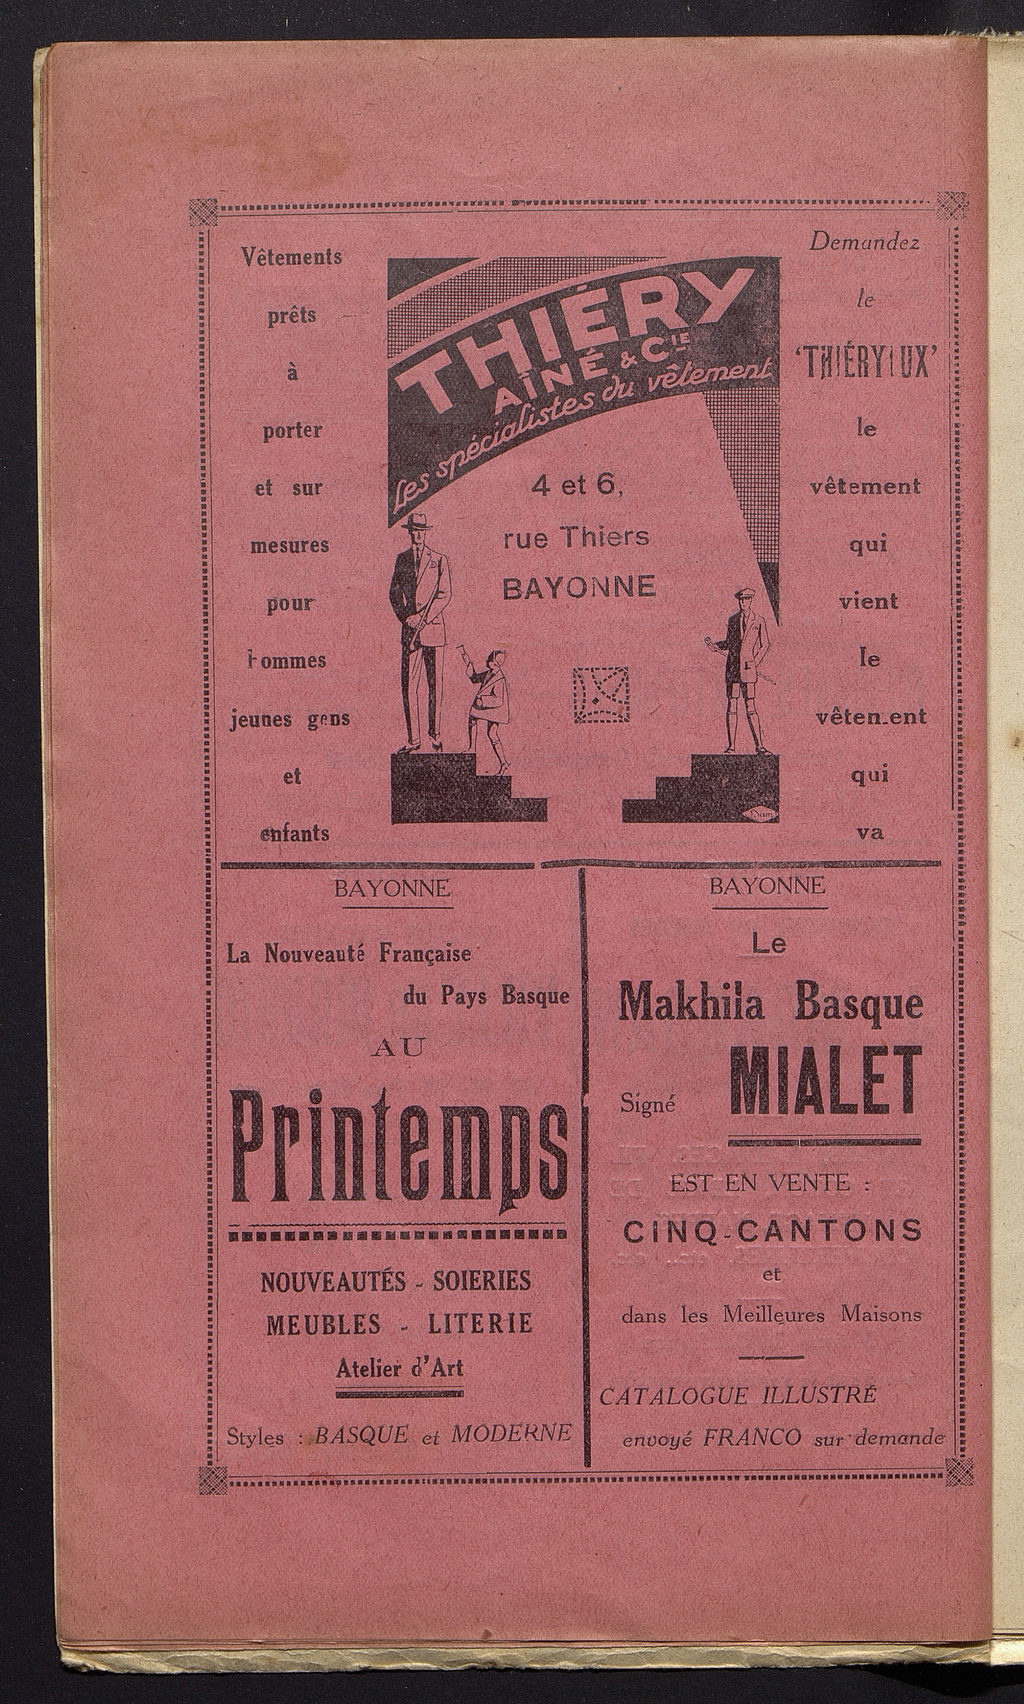 Vêtements
prêts
à
porter
et sur
mesures
pour
hommes
jeunes gens
et
enfants
THIÉRY
AÎNÉ & CIE
Les spécialistes du vêtement
4 et 6,
rue Thiers
BAYONNE
Dum
Demandez
le
‘THIÉRYLUX’
le
vêtement
qui
vient
le
vêtement
qui
va
BAYONNE
La Nouveauté Française
du Pays Basque
AU
Printemps
NOUVEAUTÉS - SOIERIES
MEUBLES - LITERIE
Atelier d’Art
Styles : BASQUE et MODERNE
BAYONNE
Le
Makhila Basque
Signé MIALET
EST EN VENTE :
CINQ-CANTONS
et
dans les Meilleures Maisons
CATALOGUE ILLUSTRÉ
envoyé FRANCO sur demande